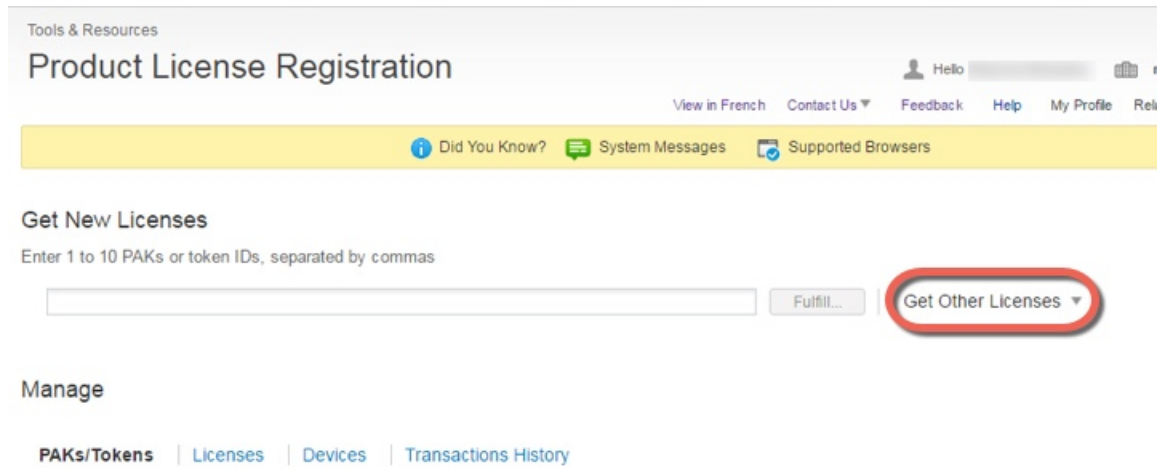 Tools & Resources
Product License Registration
Hello
View in French Contact Us Feedback Help My Profile
Did You Know? System Messages Supported Browsers
Get New Licenses
Enter 1 to 10 PAKs or token IDs, separated by commas
Fulfill... Get Other Licenses
Manage
PAKs/Tokens Licenses Devices Transactions History